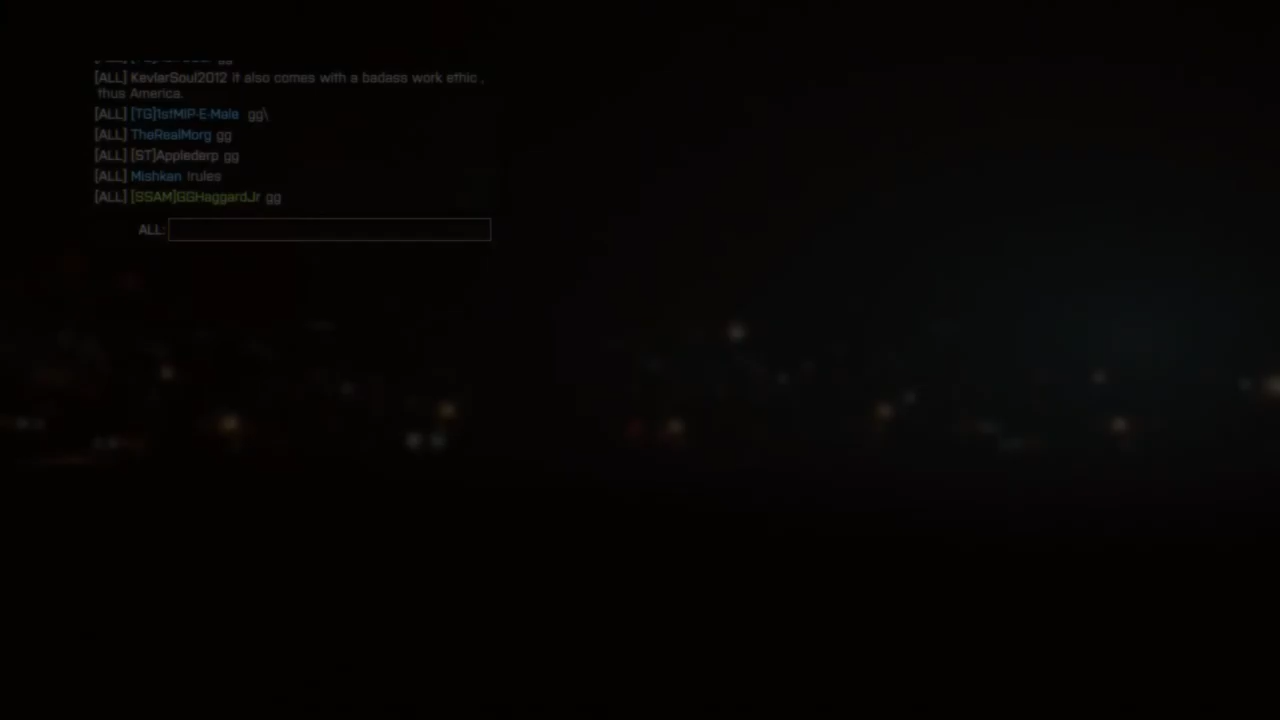 [ALL] KevlarSoul2012 it also comes with a badass work ethic ,
thus America.
[ALL] [TG]1stMIP-E-Male gg\
[ALL] TheRealMorg gg
[ALL] [ST]Applederp gg
[ALL] Mishkan !rules
[ALL] [SSAM]GGHaggardJr gg
ALL: